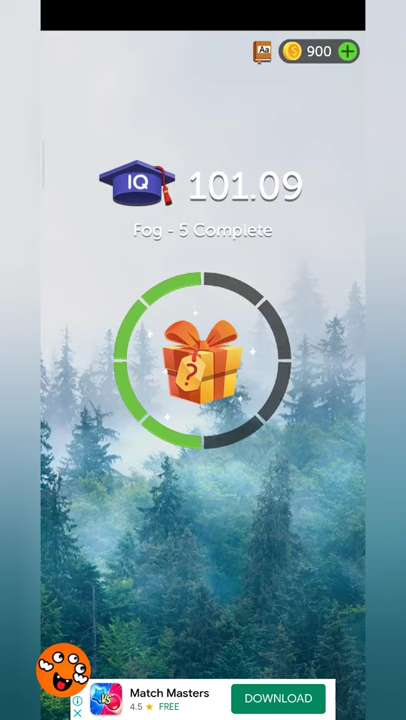 Aa
900
IQ 101.09
Fog - 5 Complete
?
Match Masters
4.5 ★ FREE
DOWNLOAD